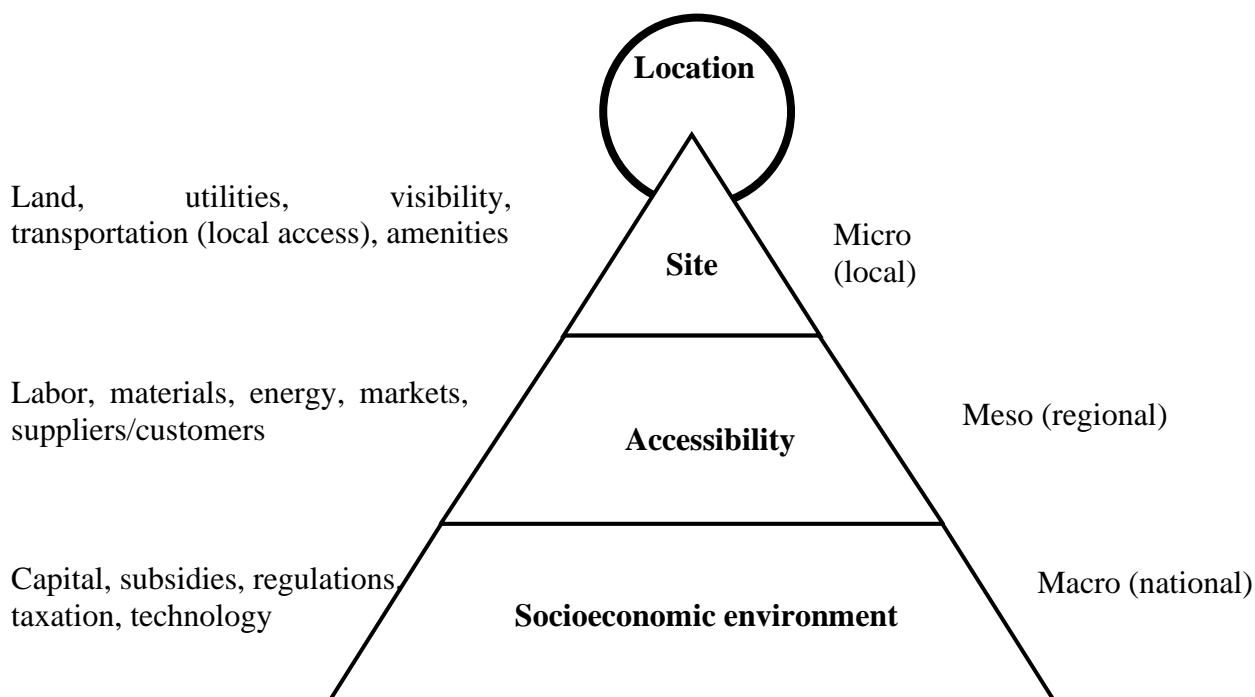 Location
Land, utilities, visibility,
transportation (local access), amenities
Site
Micro
(local)
Labor, materials, energy, markets,
suppliers/customers
Accessibility
Meso (regional)
Capital, subsidies, regulations,
taxation, technology
Socioeconomic environment
Macro (national)